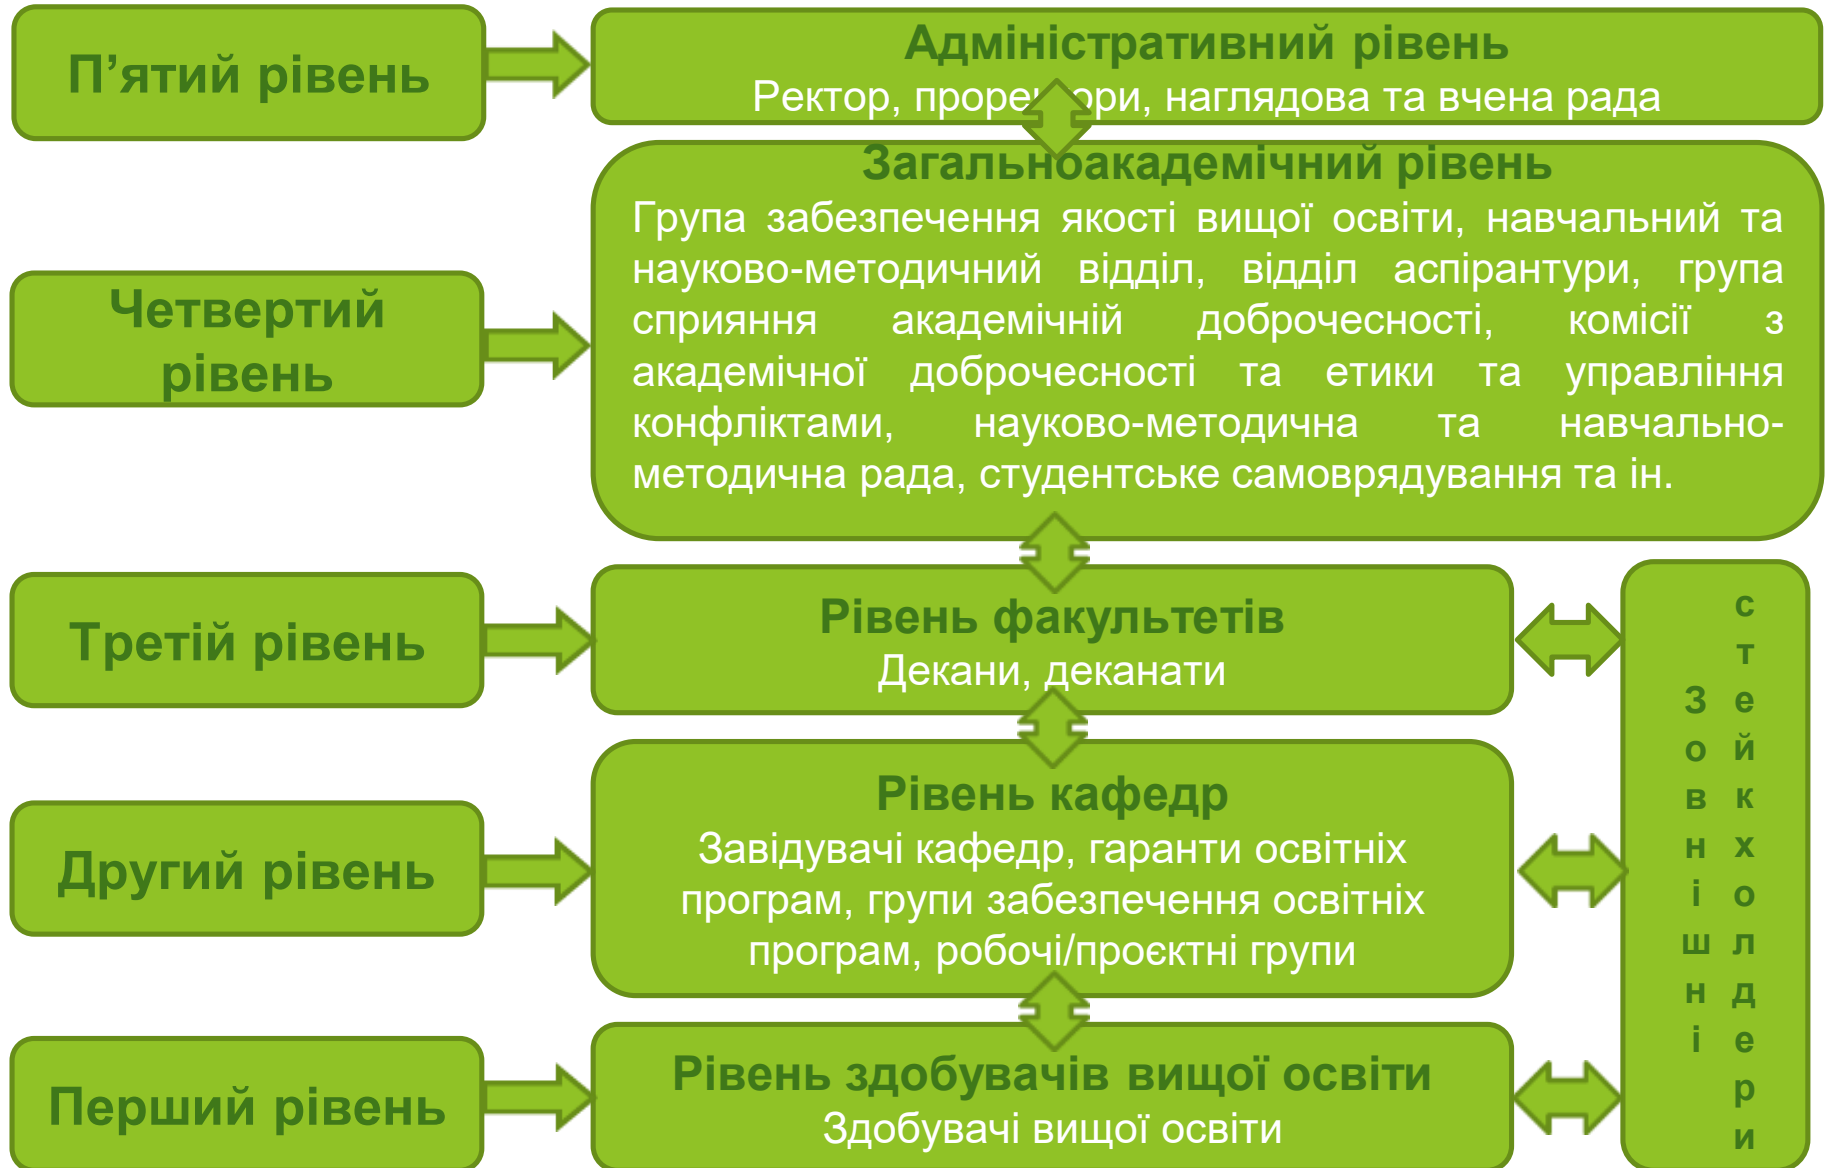 П’ятий рівень
Адміністративний рівень
Ректор, проректори, наглядова та вчена рада
Четвертий
рівень
Загальноакадемічний рівень
Група забезпечення якості вищої освіти, навчальний та
науково-методичний відділ, відділ аспірантури, група
сприяння академічній доброчесності, комісії з
академічної доброчесності та етики та управління
конфліктами, науково-методична та навчально-
методична рада, студентське самоврядування та ін.
Третій рівень
Рівень факультетів
Декани, деканати
Другий рівень
Рівень кафедр
Завідувачі кафедр, гаранти освітніх
програм, групи забезпечення освітніх
програм, робочі/проєктні групи
Перший рівень
Рівень здобувачів вищої освіти
Здобувачі вищої освіти
Зовнішні
стейкхолдери